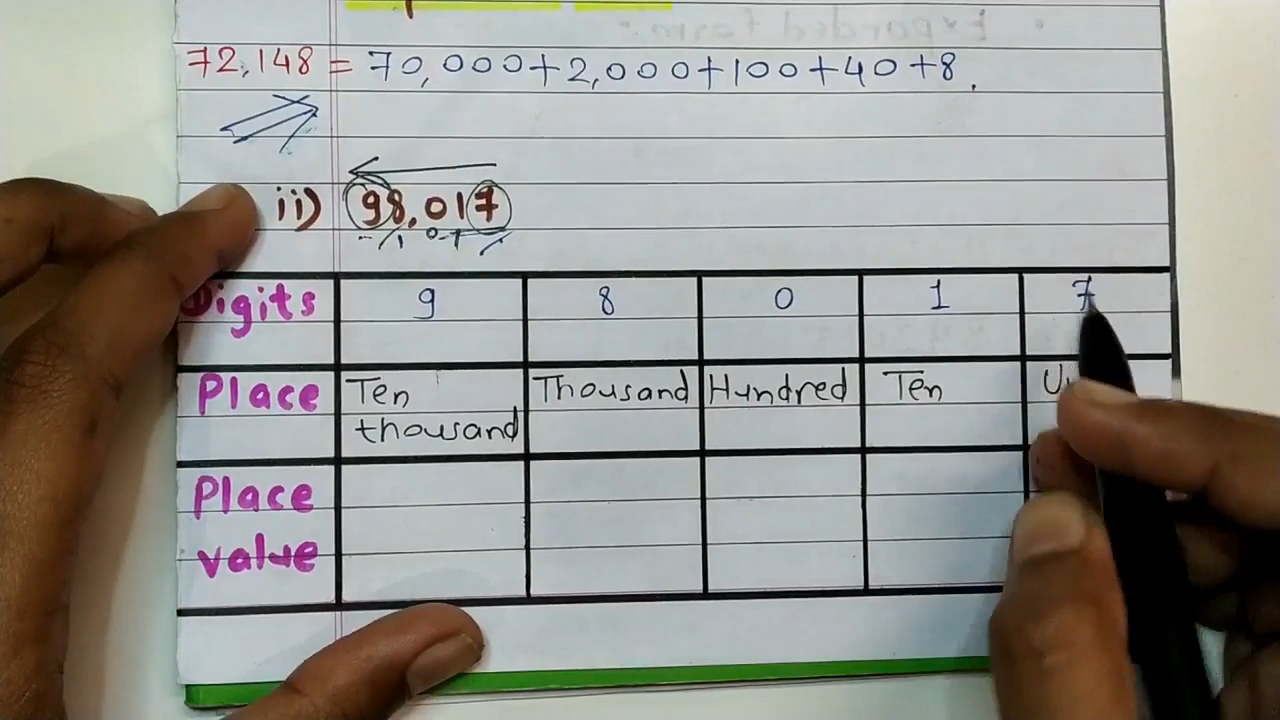 72,148 = 70,000+2,000+100+40+8.
ii) 98,017
Digits 9 8 0 1 7
Place Ten thousand Thousand Hundred Ten
Place value